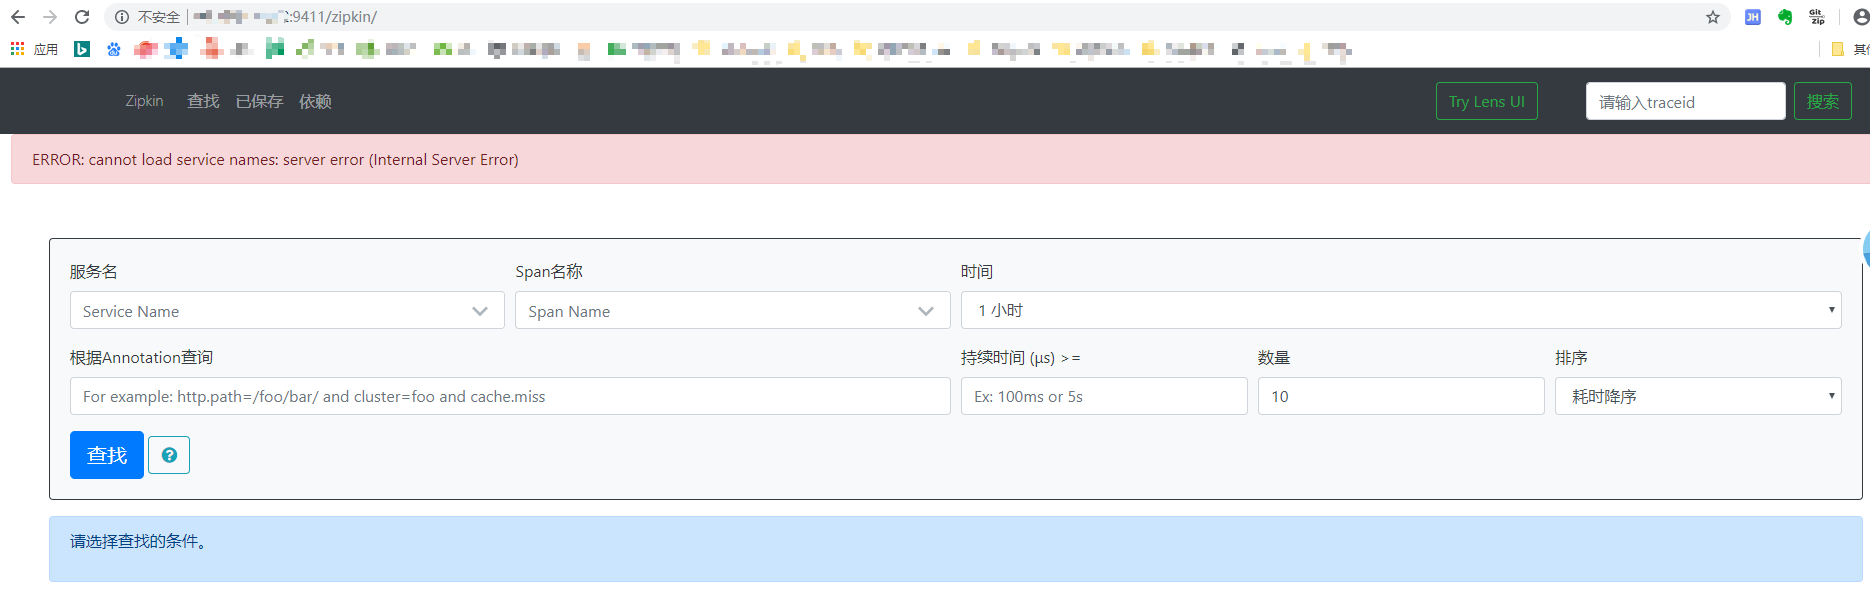 不安全 :9411/zipkin/
应用
Zipkin 查找 已保存 依赖 Try Lens UI 请输入traceid 搜索
ERROR: cannot load service names: server error (Internal Server Error)
服务名 Span名称 时间
Service Name Span Name 1 小时
根据Annotation查询 持续时间 (μs) >= 数量 排序
For example: http.path=/foo/bar/ and cluster=foo and cache.miss Ex: 100ms or 5s 10 耗时降序
查找
请选择查找的条件。